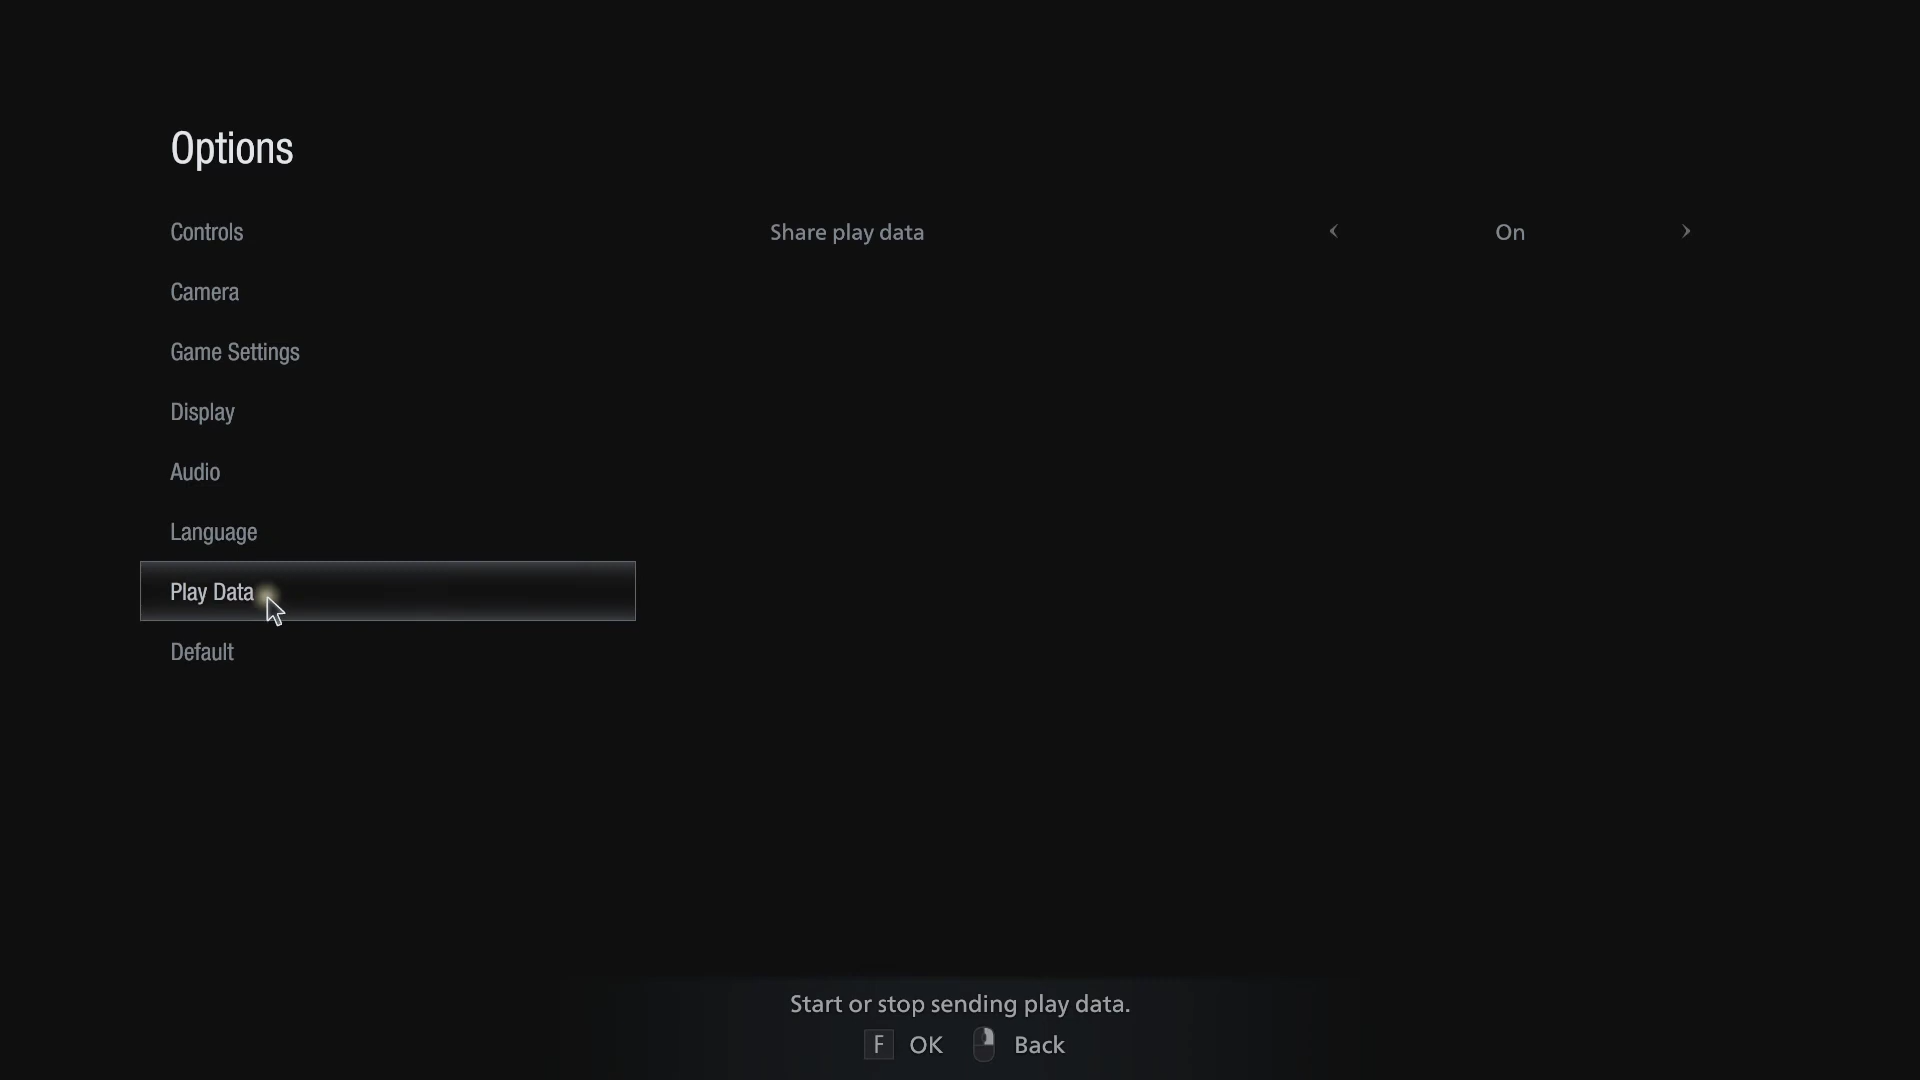 Options
Controls
Share play data
On
Camera
Game Settings
Display
Audio
Language
Play Data
Default
Start or stop sending play data.
F OK Back